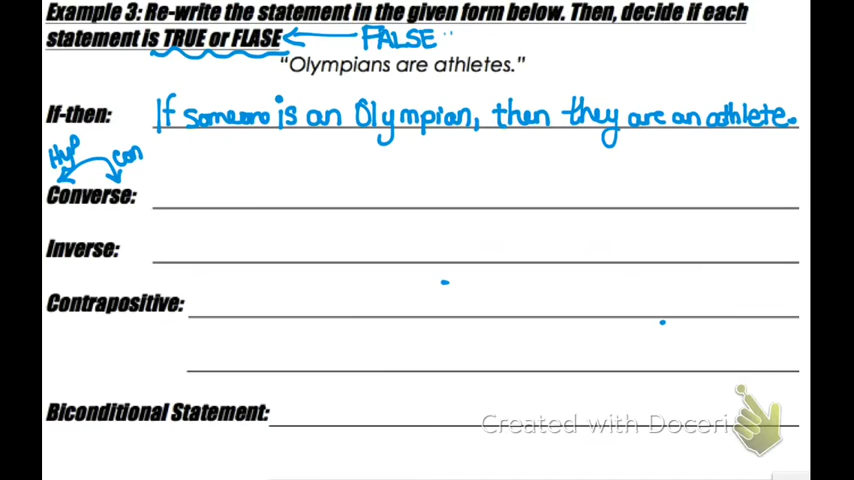 Example 3: Re-write the statement in the given form below. Then, decide if each
statement is TRUE or FLASE ← FALSE
"Olympians are athletes."
If-then: If someone is an Olympian, then they are an athlete.
Hyp con
Converse:
Inverse:
Contrapositive:
Biconditional Statement:
Created with Doceri